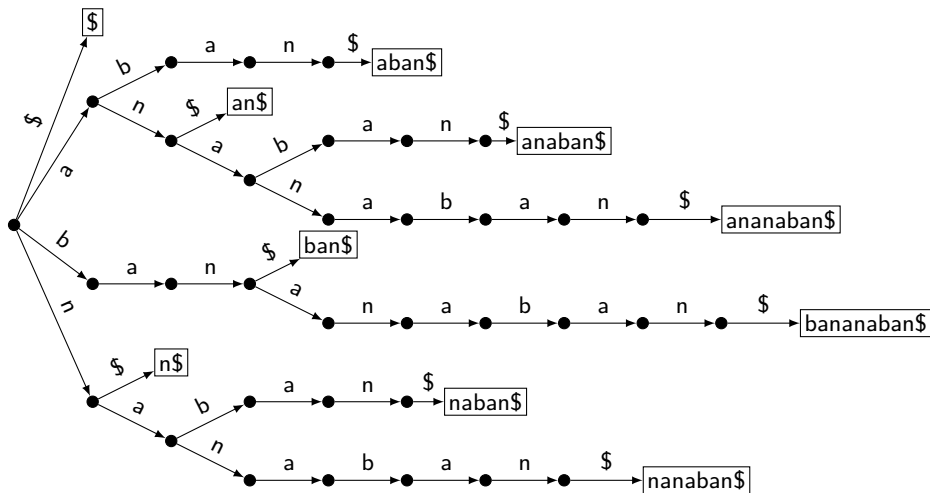 $
b a n $ aban$
n $ an$
a b a n $ anaban$
$ a n a b a n $ ananaban$
b $ ban$
a n a n a b a n $ bananaban$
n $ n$
a b a n $ naban$
n a b a n $ nanaban$